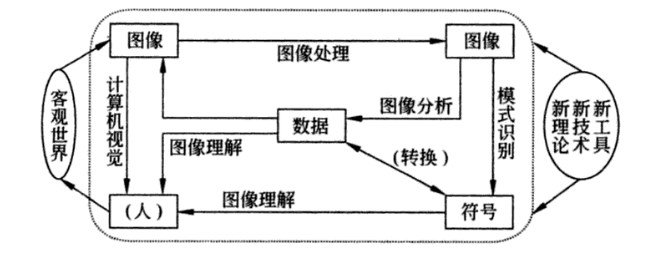 图像
图像处理
图像
客观世界
计算机视觉
图像分析
模式识别
新工具
新技术
新理论
数据
图像理解
(转换)
(人)
图像理解
符号